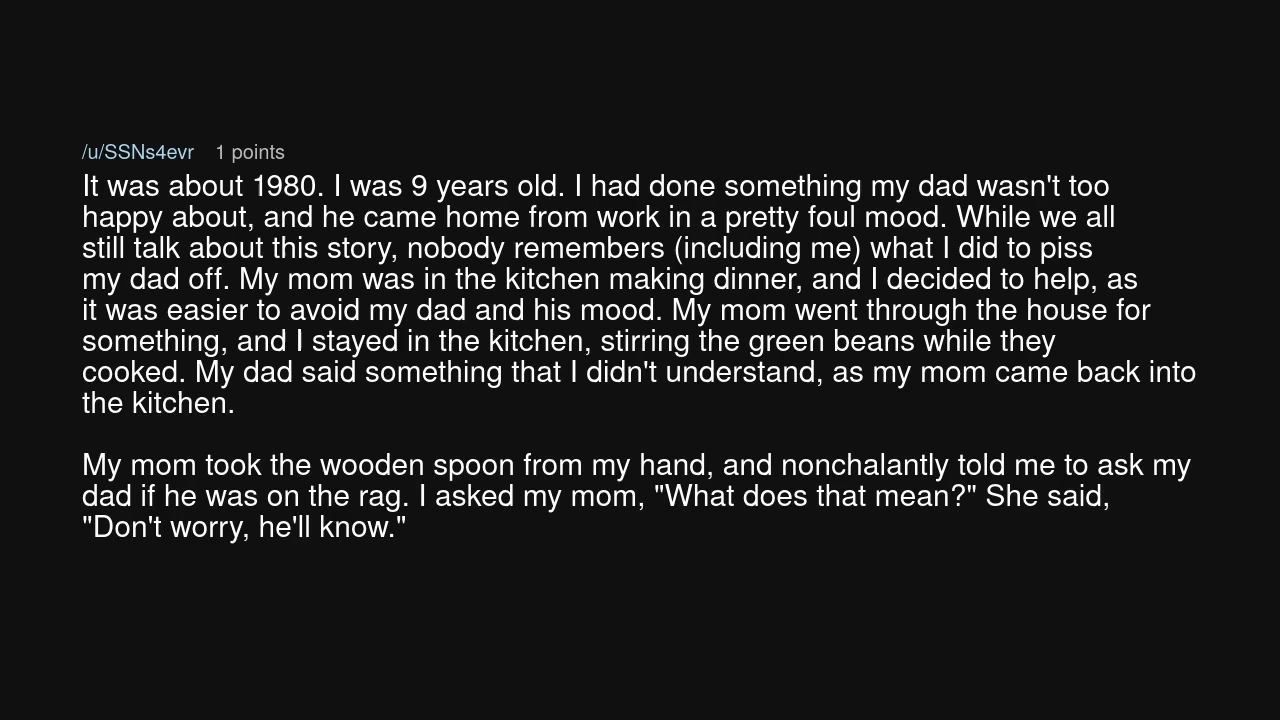 /u/SSNs4evr 1 points
It was about 1980. I was 9 years old. I had done something my dad wasn't too
happy about, and he came home from work in a pretty foul mood. While we all
still talk about this story, nobody remembers (including me) what I did to piss
my dad off. My mom was in the kitchen making dinner, and I decided to help, as
it was easier to avoid my dad and his mood. My mom went through the house for
something, and I stayed in the kitchen, stirring the green beans while they
cooked. My dad said something that I didn't understand, as my mom came back into
the kitchen.
My mom took the wooden spoon from my hand, and nonchalantly told me to ask my
dad if he was on the rag. I asked my mom, "What does that mean?" She said,
"Don't worry, he'll know."